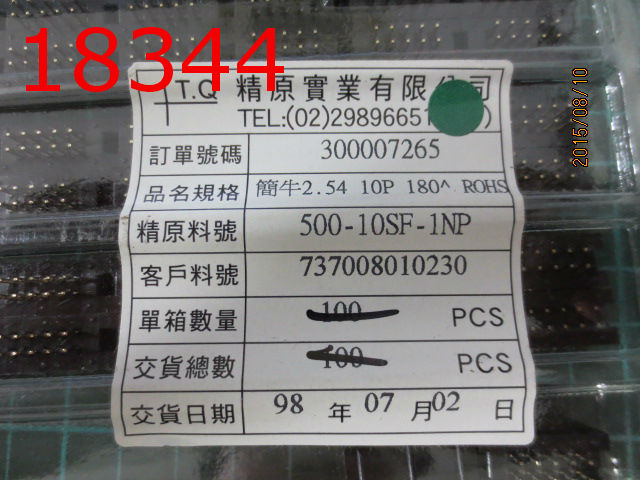 18344
T.Q 精原實業有限公司
TEL:(02)29896651
訂單號碼 300007265
品名規格 簡牛2.54 10P 180^ ROHS
精原料號 500-10SF-1NP
客戶料號 737008010230
單箱數量 100 PCS
交貨總數 100 PCS
交貨日期 98 年 07 月 02 日
2015/08/10